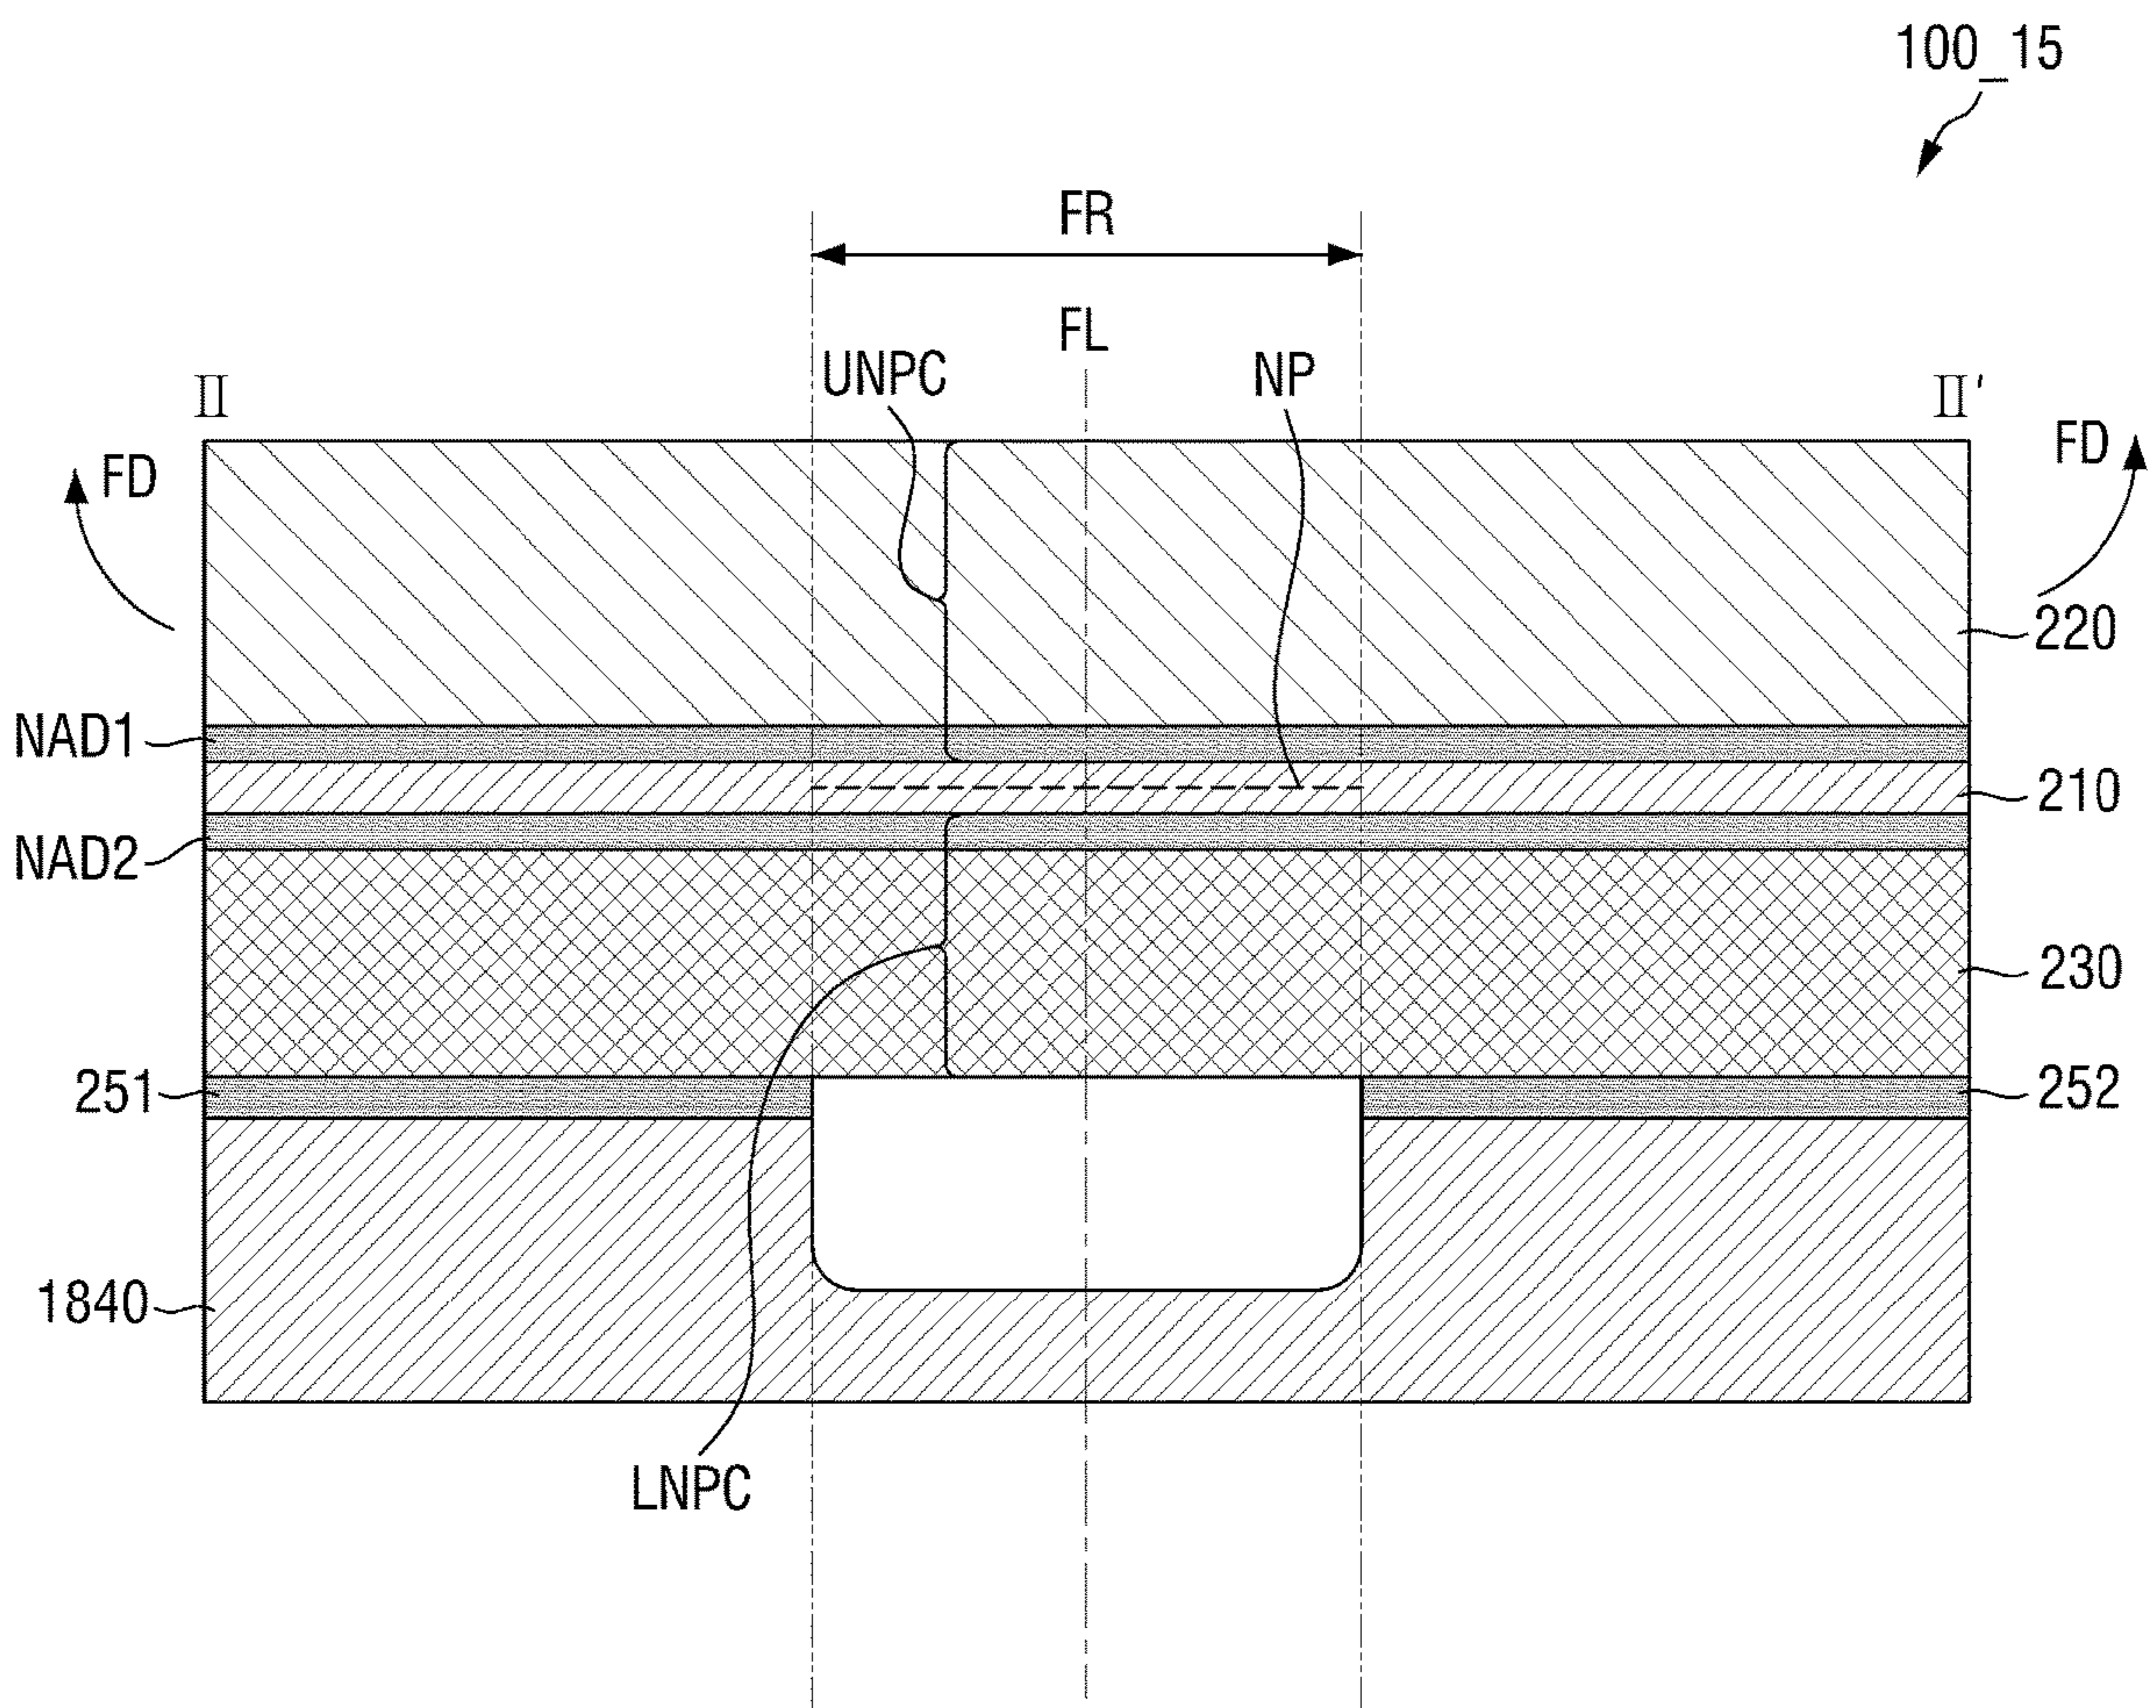 100_15
FR
FL
UNPC
NP
Ⅱ
Ⅱ'
FD
FD
220
NAD1
210
NAD2
230
251
252
1840
LNPC